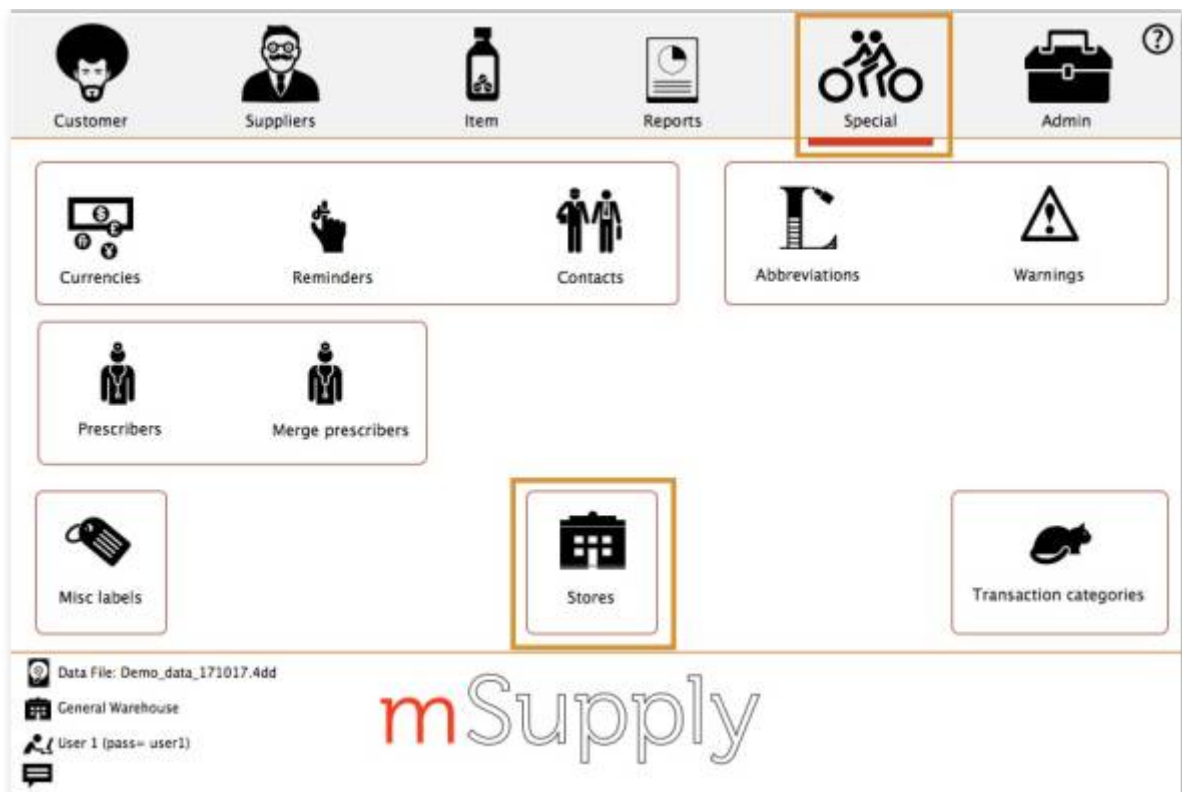 Customer
Suppliers
Item
Reports
Special
Admin
?
Currencies
Reminders
Contacts
Abbreviations
Warnings
Prescribers
Merge prescribers
Misc labels
Stores
Transaction categories
Data File: Demo_data_171017.4dd
General Warehouse
User 1 (pass= user1)
mSupply